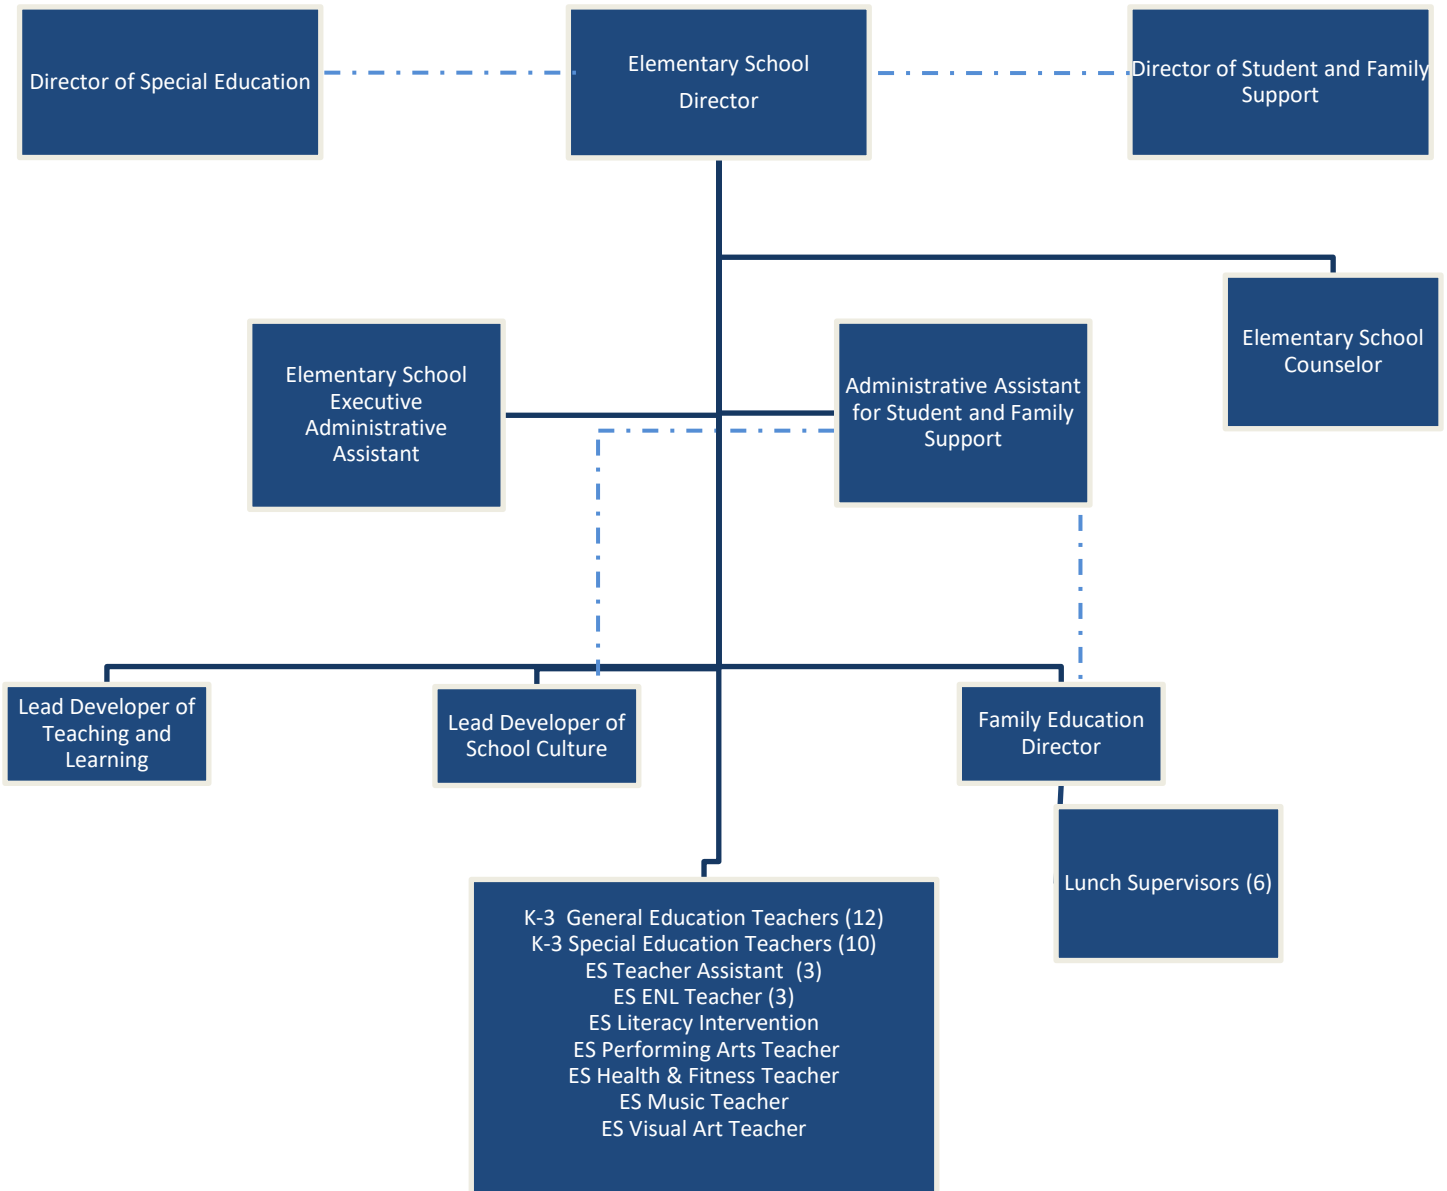 Director of Special Education
Elementary School
Director
Director of Student and Family
Support
Elementary School
Counselor
Elementary School
Executive
Administrative
Assistant
Administrative Assistant
for Student and Family
Support
Lead Developer of
Teaching and
Learning
Lead Developer of
School Culture
Family Education
Director
Lunch Supervisors (6)
K-3  General Education Teachers (12)
K-3 Special Education Teachers (10)
ES Teacher Assistant  (3)
ES ENL Teacher (3)
ES Literacy Intervention
ES Performing Arts Teacher
ES Health & Fitness Teacher
ES Music Teacher
ES Visual Art Teacher